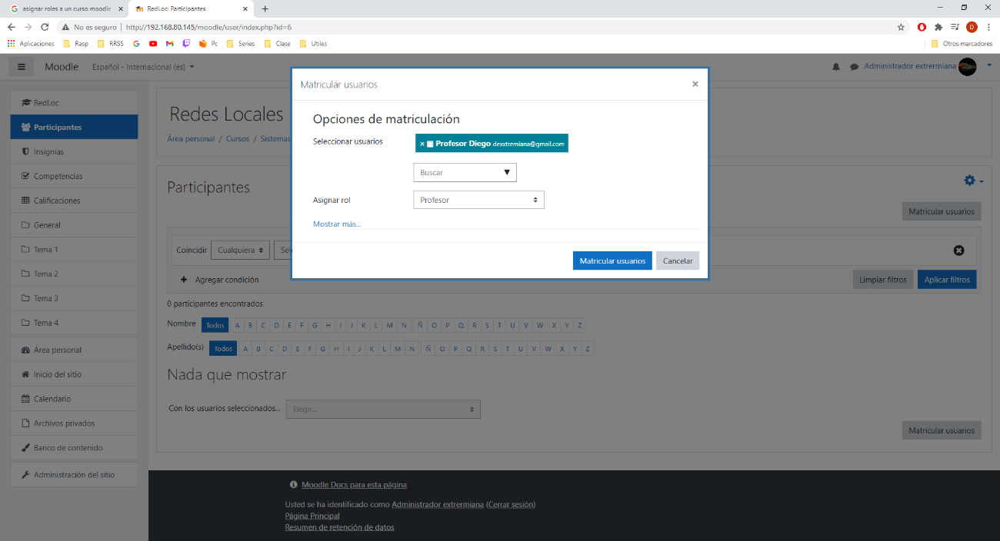 asignar roles a un curso moodle
RedLoc: Participantes
No es seguro | http://192.168.80.145/moodle/user/index.php?id=6
D
Aplicaciones Rasp RRSS Pc Series Clase Utiles Otros marcadores
Moodle Español - Internacional (es) Administrador extrermiana
RedLoc
Participantes
Insignias
Competencias
Calificaciones
General
Tema 1
Tema 2
Tema 3
Tema 4
Área personal
Inicio del sitio
Calendario
Archivos privados
Banco de contenido
Administración del sitio
Redes Locales
Área personal / Cursos / Sistemas
Matricular usuarios ×
Opciones de matriculación
Seleccionar usuarios × Profesor Diego dexxtremiana@gmail.com
Buscar ▼
Asignar rol Profesor
Mostrar más...
Matricular usuarios Cancelar
Participantes
Matricular usuarios
Coincidir Cualquiera Sel
Agregar condición
Limpiar filtros Aplicar filtros
0 participantes encontrados
Nombre Todos A B C D E F G H I J K L M N Ñ O P Q R S T U V W X Y Z
Apellido(s) Todos A B C D E F G H I J K L M N Ñ O P Q R S T U V W X Y Z
Nada que mostrar
Con los usuarios seleccionados... Elegir...
Matricular usuarios
Moodle Docs para esta página
Usted se ha identificado como Administrador extrermiana (Cerrar sesión)
Página Principal
Resumen de retención de datos